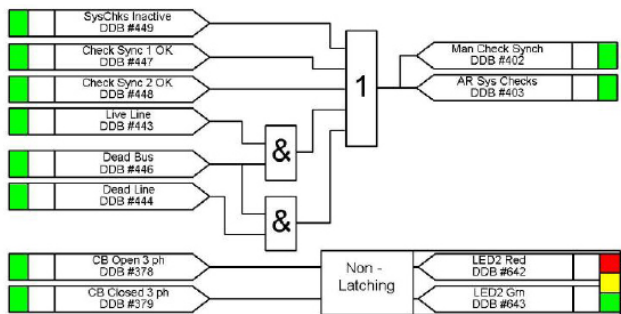 SysChks Inactive
DDB #449
Check Sync 1 OK
DDB #447
Check Sync 2 OK
DDB #448
Live Line
DDB #443
Dead Bus
DDB #446
Dead Line
DDB #444
&
&
1
Man Check Synch
DDB #402
AR Sys Checks
DDB #403
CB Open 3 ph
DDB #378
CB Closed 3 ph
DDB #379
Non -
Latching
LED2 Red
DDB #642
LED2 Grn
DDB #643